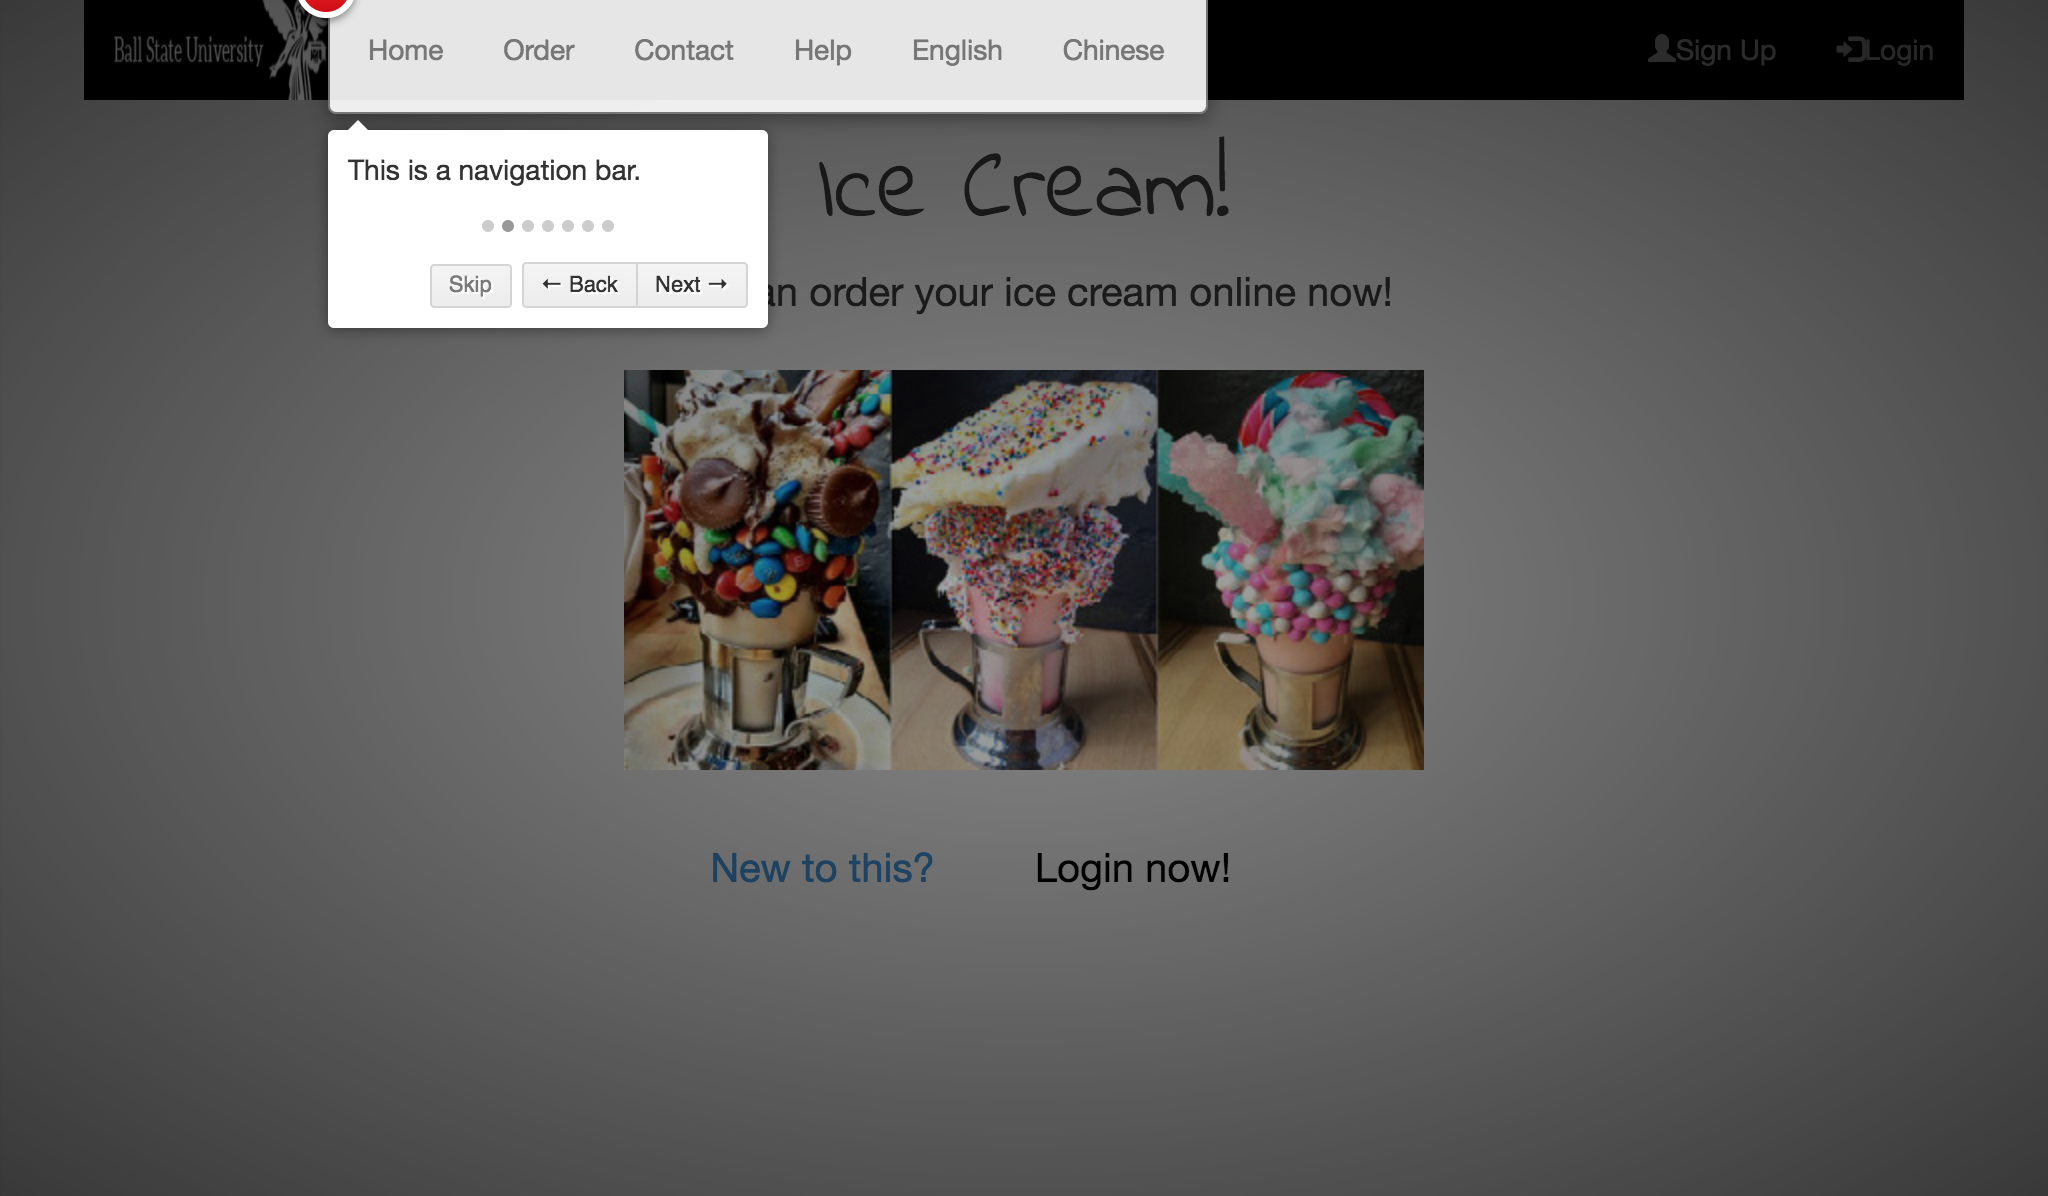 Ball State University
Home Order Contact Help English Chinese
Sign Up Login
This is a navigation bar.
Skip ← Back Next →
Ice Cream!
an order your ice cream online now!
New to this? Login now!